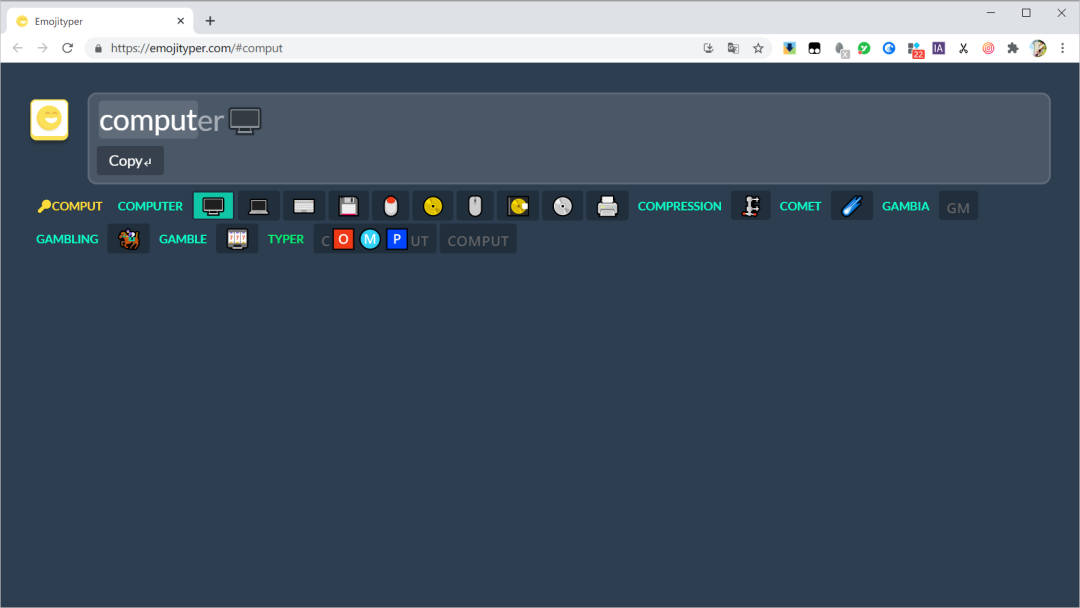 Emojityper
https://emojityper.com/#comput
22
IA
computer
Copy↵
COMPUT COMPUTER COMPRESSION COMET GAMBIA GM
GAMBLING GAMBLE TYPER C O M P UT COMPUT